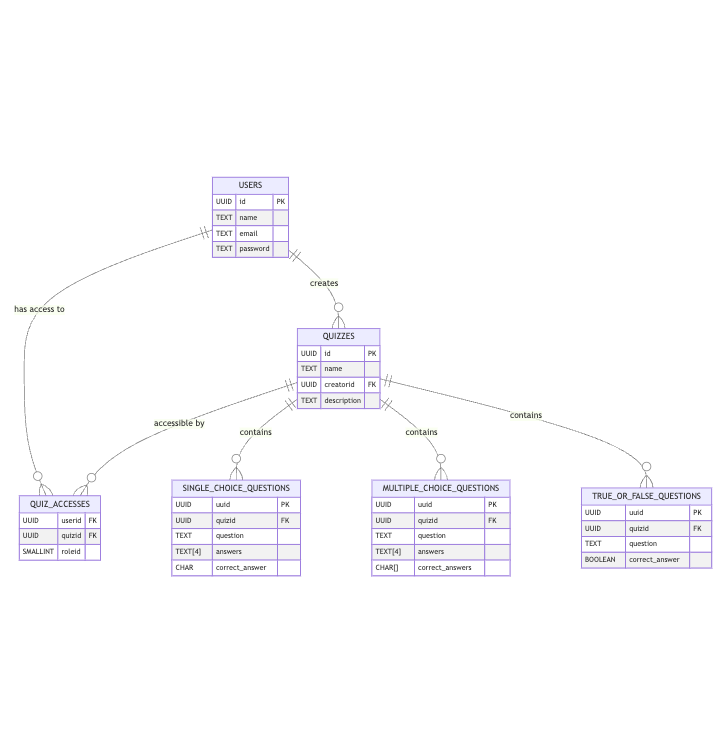 USERS
UUID id PK
TEXT name
TEXT email
TEXT password
has access to
creates
QUIZZES
UUID id PK
TEXT name
UUID creatorid FK
TEXT description
accessible by
contains
contains
contains
QUIZ_ACCESSES
UUID userid FK
UUID quizid FK
SMALLINT roleid
SINGLE_CHOICE_QUESTIONS
UUID uuid PK
UUID quizid FK
TEXT question
TEXT[4] answers
CHAR correct_answer
MULTIPLE_CHOICE_QUESTIONS
UUID uuid PK
UUID quizid FK
TEXT question
TEXT[4] answers
CHAR[] correct_answers
TRUE_OR_FALSE_QUESTIONS
UUID uuid PK
UUID quizid FK
TEXT question
BOOLEAN correct_answer